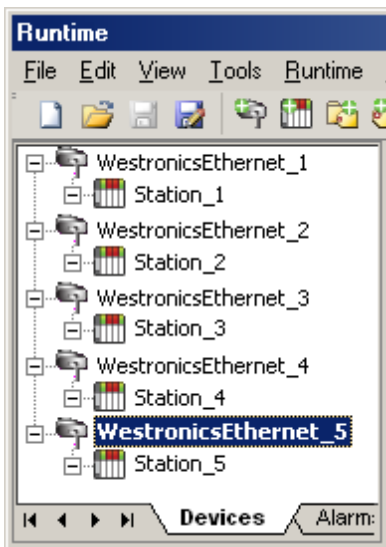 Runtime
File Edit View Tools Runtime
WestronicsEthernet_1
Station_1
WestronicsEthernet_2
Station_2
WestronicsEthernet_3
Station_3
WestronicsEthernet_4
Station_4
WestronicsEthernet_5
Station_5
Devices Alarm